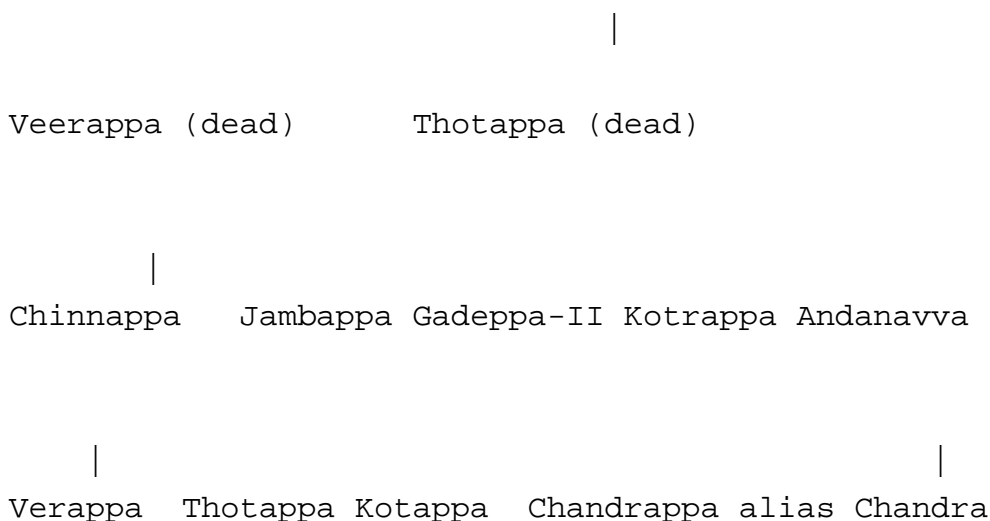 Veerappa (dead) Thotappa (dead)
Chinnappa Jambappa Gadeppa-II Kotrappa Andanavva
Verappa Thotappa Kotappa Chandrappa alias Chandra